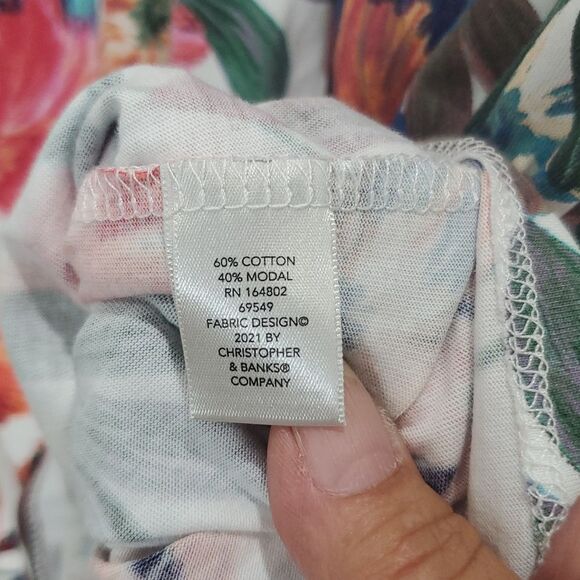 60% COTTON
40% MODAL
RN 164802
69549
FABRIC DESIGN©
2021 BY
CHRISTOPHER
& BANKS®
COMPANY